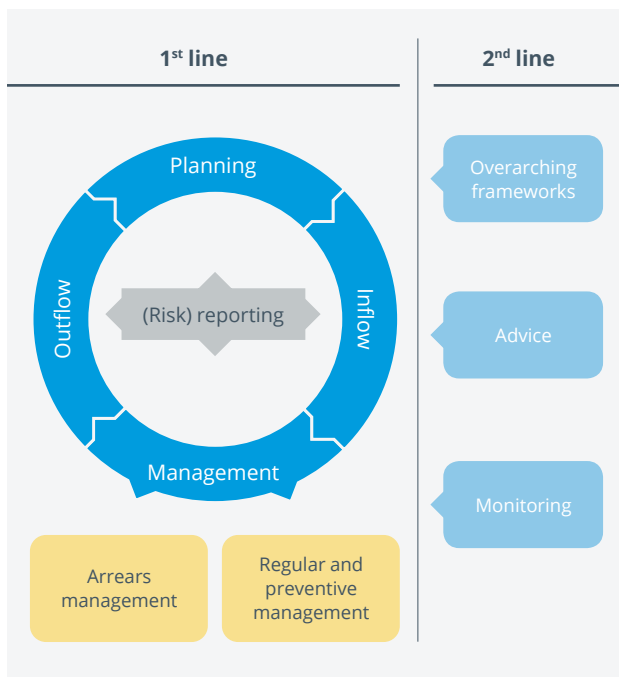 1st line
2nd line
Planning
Outflow
(Risk) reporting
Inflow
Management
Arrears
management
Regular and
preventive
management
Overarching
frameworks
Advice
Monitoring